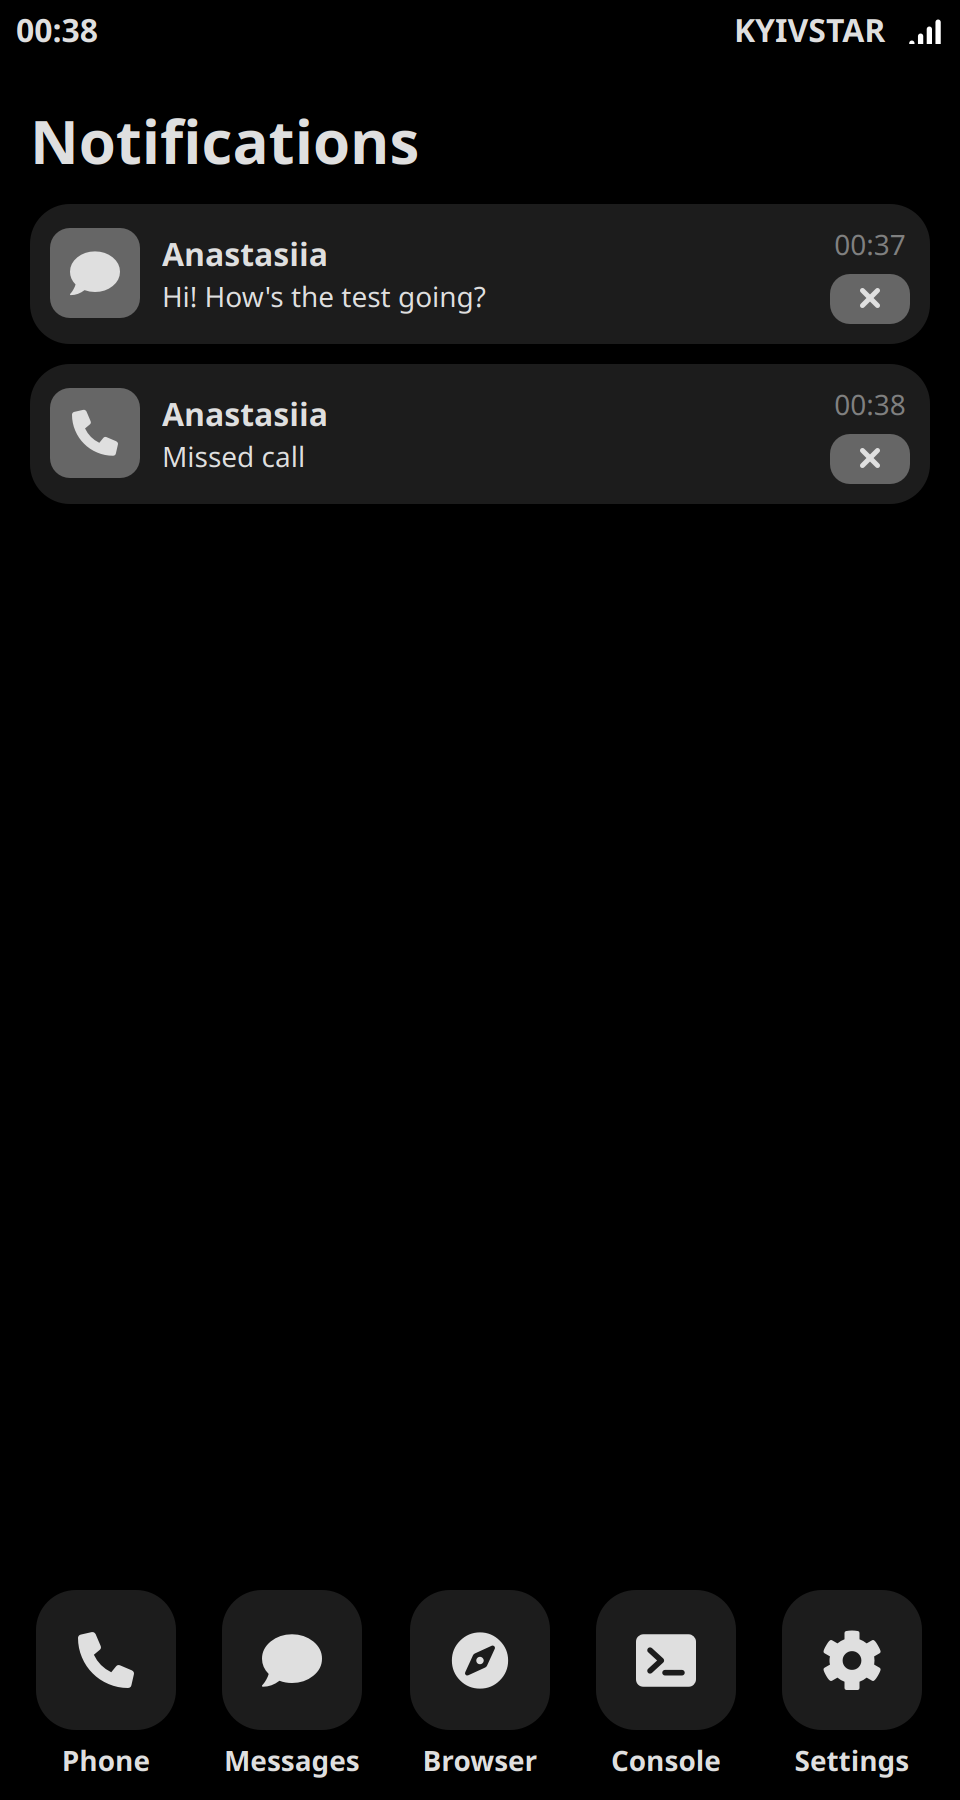 00:38 KYIVSTAR
Notifications
Anastasiia 00:37
Hi! How's the test going?
Anastasiia 00:38
Missed call
Phone Messages Browser Console Settings